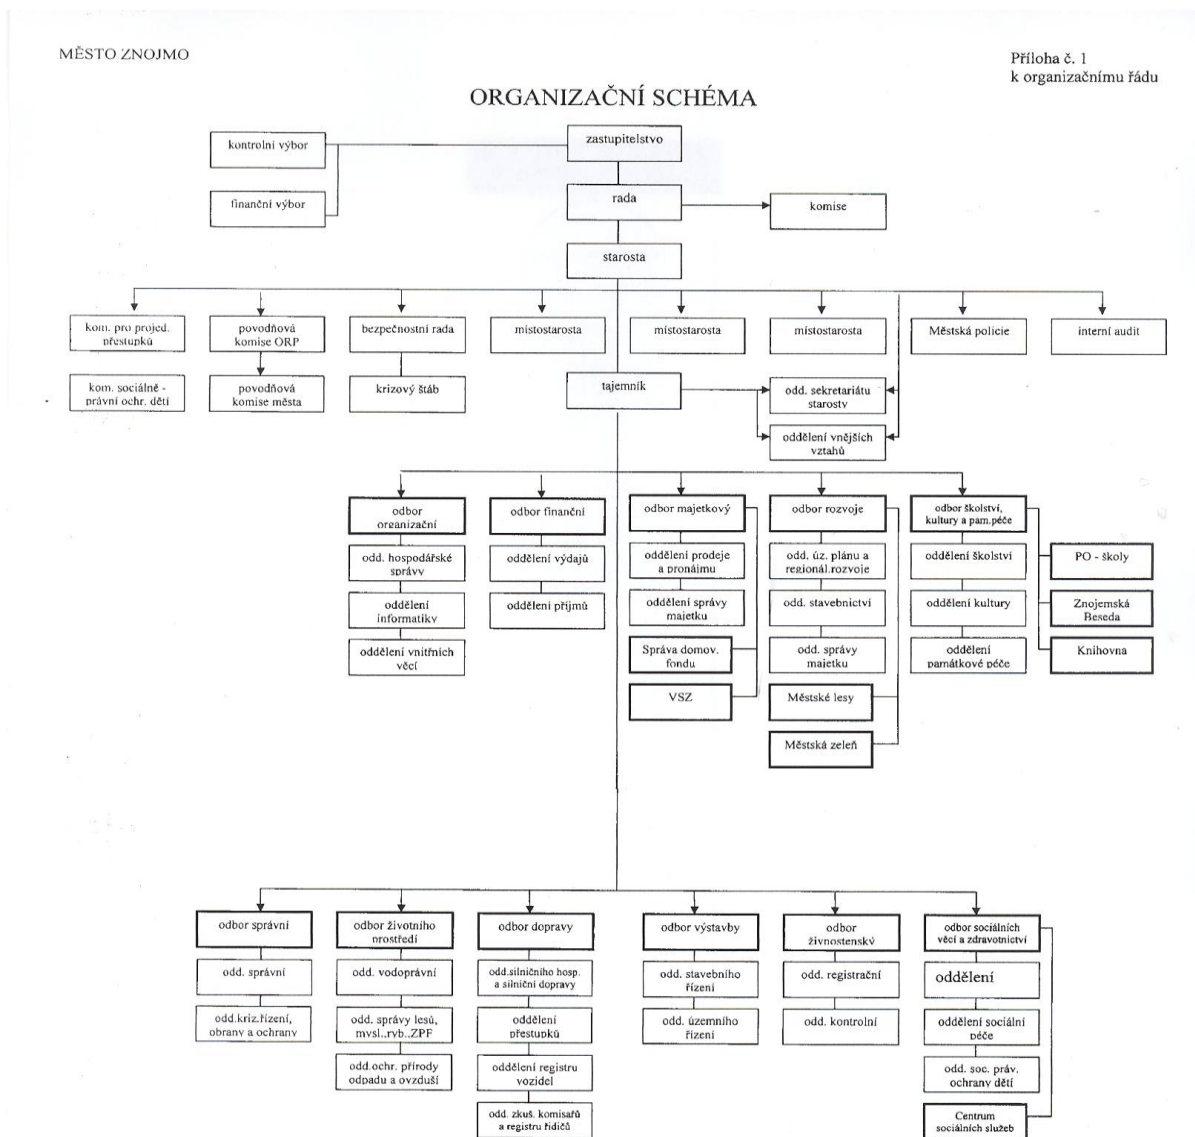 MĚSTO ZNOJMO
Příloha č. 1
k organizačnímu řádu
ORGANIZAČNÍ SCHÉMA
kontrolní výbor
zastupitelstvo
finanční výbor
rada
komise
starosta
kom. pro projed.
přestupků
povodňová
komise ORP
bezpečnostní rada
místostarosta
místostarosta
místostarosta
Městská policie
interní audit
kom. sociálně -
právní ochr. dětí
povodňová
komise města
krizový štáb
tajemník
odd. sekretariátu
starosty
oddělení vnějších
vztahů
odbor
organizační
odbor finanční
odbor majetkový
odbor rozvoje
odbor školství,
kultury a pam.péče
odd. hospodářské
správy
oddělení výdajů
oddělení prodeje
a pronájmu
odd. úz. plánu a
regionál.rozvoje
oddělení školství
PO - školy
oddělení
informatiky
oddělení příjmů
oddělení správy
majetku
odd. stavebnictví
oddělení kultury
Znojemská
Beseda
oddělení vnitřních
věcí
Správa domov.
fondu
odd. správy
majetku
oddělení
památkové péče
Knihovna
VSZ
Městské lesy
Městská zeleň
odbor správní
odbor životního
prostředí
odbor dopravy
odbor výstavby
odbor
živnostenský
odbor sociálních
věcí a zdravotnictví
odd. správní
odd. vodoprávní
odd.silničního hosp.
a silniční dopravy
odd. stavebního
řízení
odd. registrační
oddělení
odd.kriz.řízení,
obrany a ochrany
odd. správy lesů,
mysl..ryb..ZPF
oddělení
přestupků
odd. územního
řízení
odd. kontrolní
oddělení sociální
péče
odd.ochr. přírody
odpadu a ovzduší
oddělení registru
vozidel
odd. soc. práv.
ochrany dětí
odd. zkuš. komisařů
a registru řidičů
Centrum
sociálních služeb